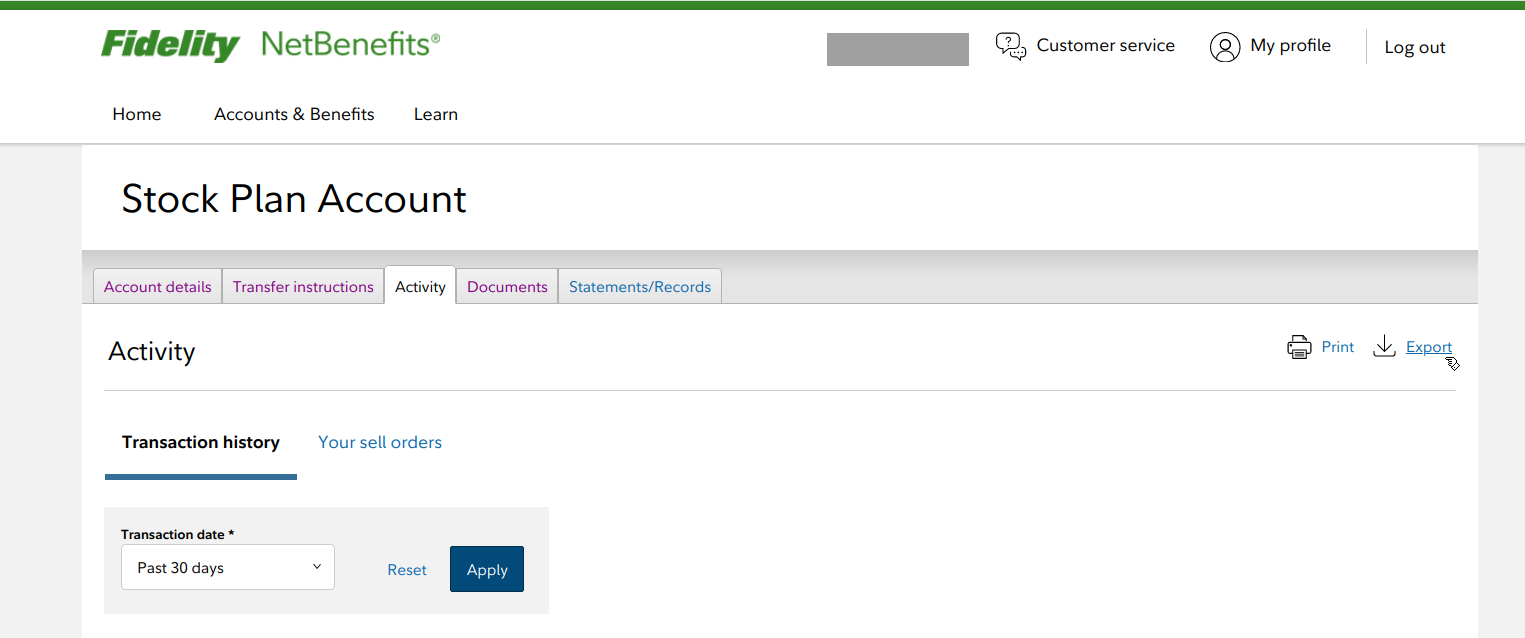 Fidelity NetBenefits®
Customer service
My profile
Log out
Home
Accounts & Benefits
Learn
Stock Plan Account
Account details
Transfer instructions
Activity
Documents
Statements/Records
Activity
Print
Export
Transaction history
Your sell orders
Transaction date *
Past 30 days
Reset
Apply